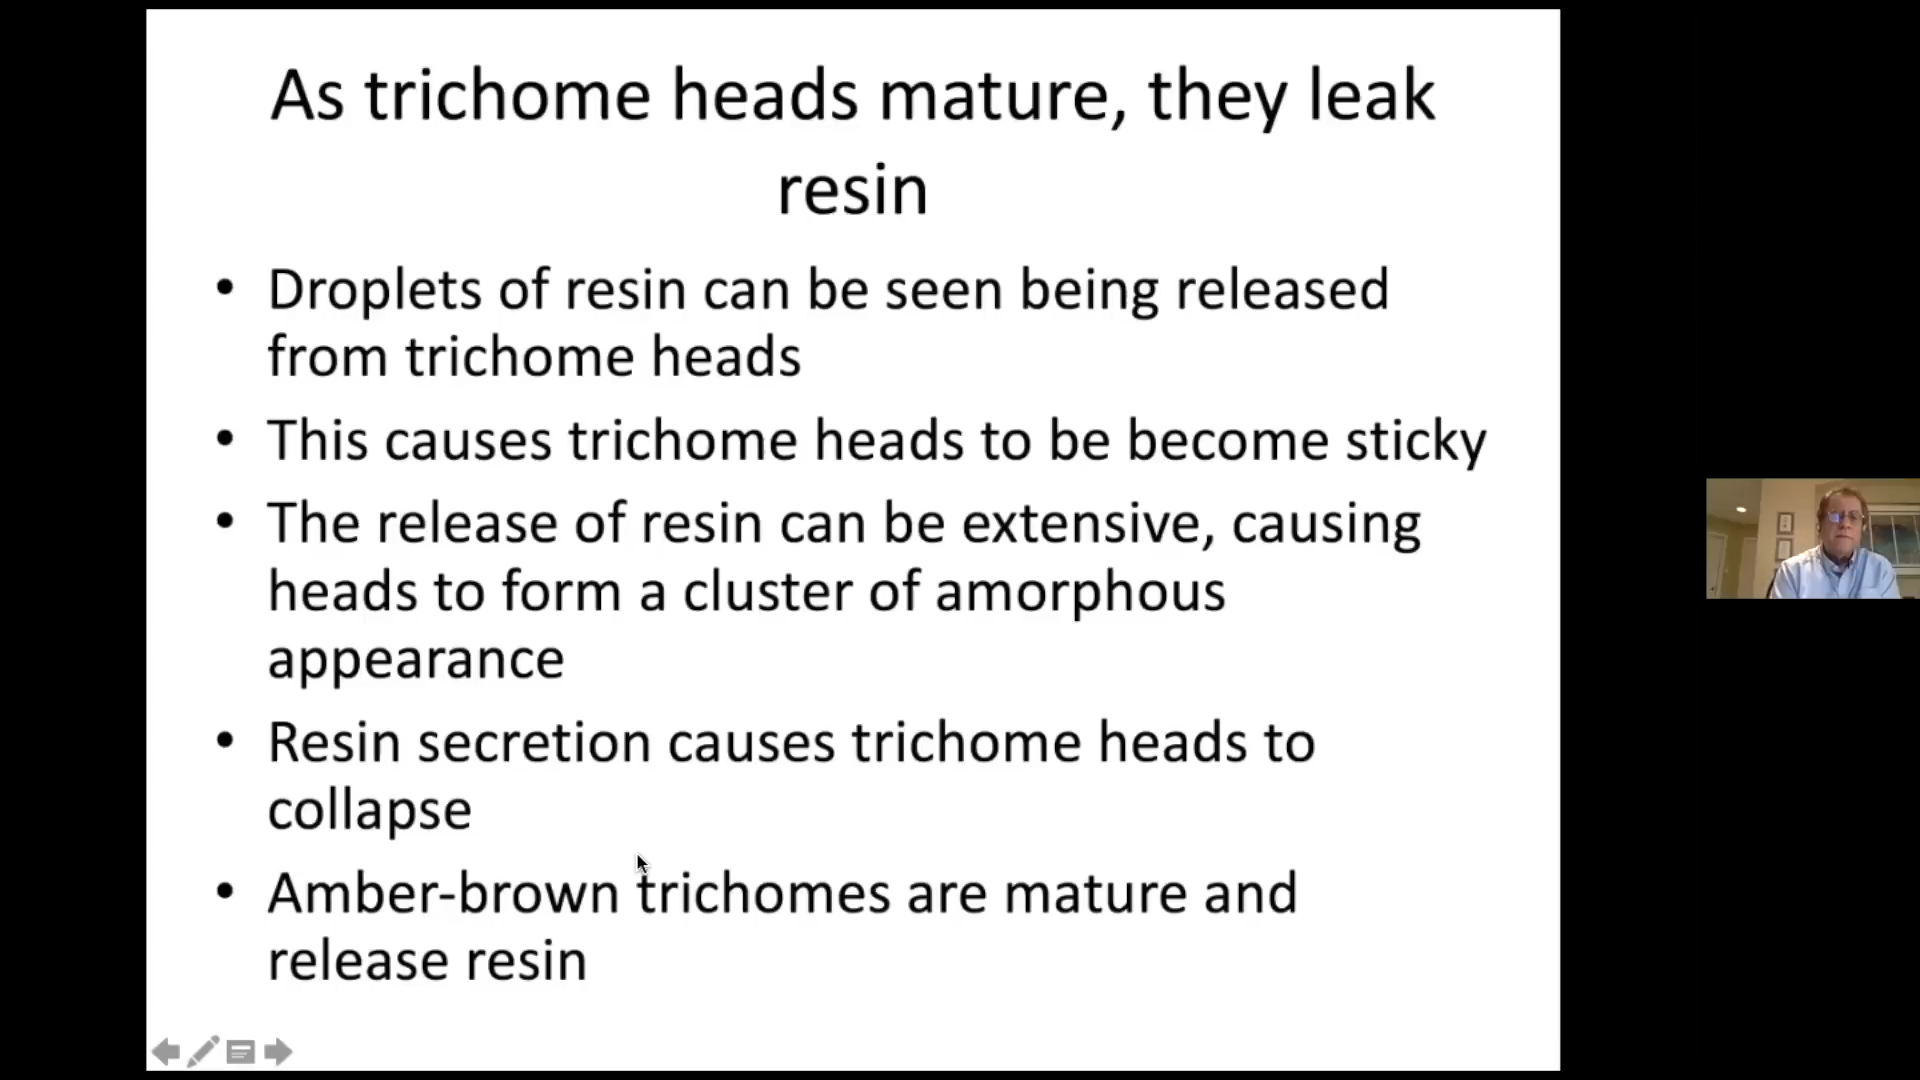 As trichome heads mature, they leak
resin
• Droplets of resin can be seen being released
from trichome heads
• This causes trichome heads to be become sticky
• The release of resin can be extensive, causing
heads to form a cluster of amorphous
appearance
• Resin secretion causes trichome heads to
collapse
• Amber-brown trichomes are mature and
release resin